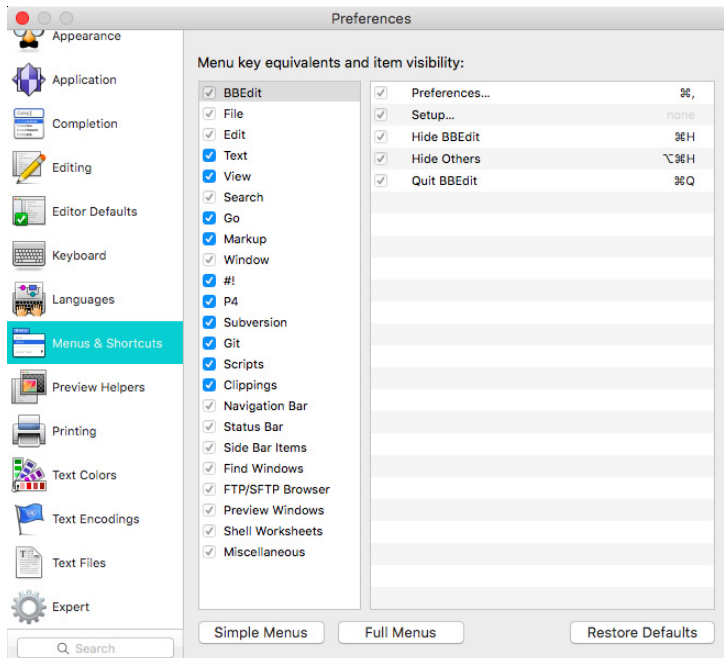 Preferences
Appearance
Application
Completion
Editing
Editor Defaults
Keyboard
Languages
Menus & Shortcuts
Preview Helpers
Printing
Text Colors
Text Encodings
Text Files
Expert
Search
Menu key equivalents and item visibility:
BBEdit
File
Edit
Text
View
Search
Go
Markup
Window
#!
P4
Subversion
Git
Scripts
Clippings
Navigation Bar
Status Bar
Side Bar Items
Find Windows
FTP/SFTP Browser
Preview Windows
Shell Worksheets
Miscellaneous
Preferences... ⌘,
Setup... none
Hide BBEdit ⌘H
Hide Others ⌥⌘H
Quit BBEdit ⌘Q
Simple Menus Full Menus Restore Defaults